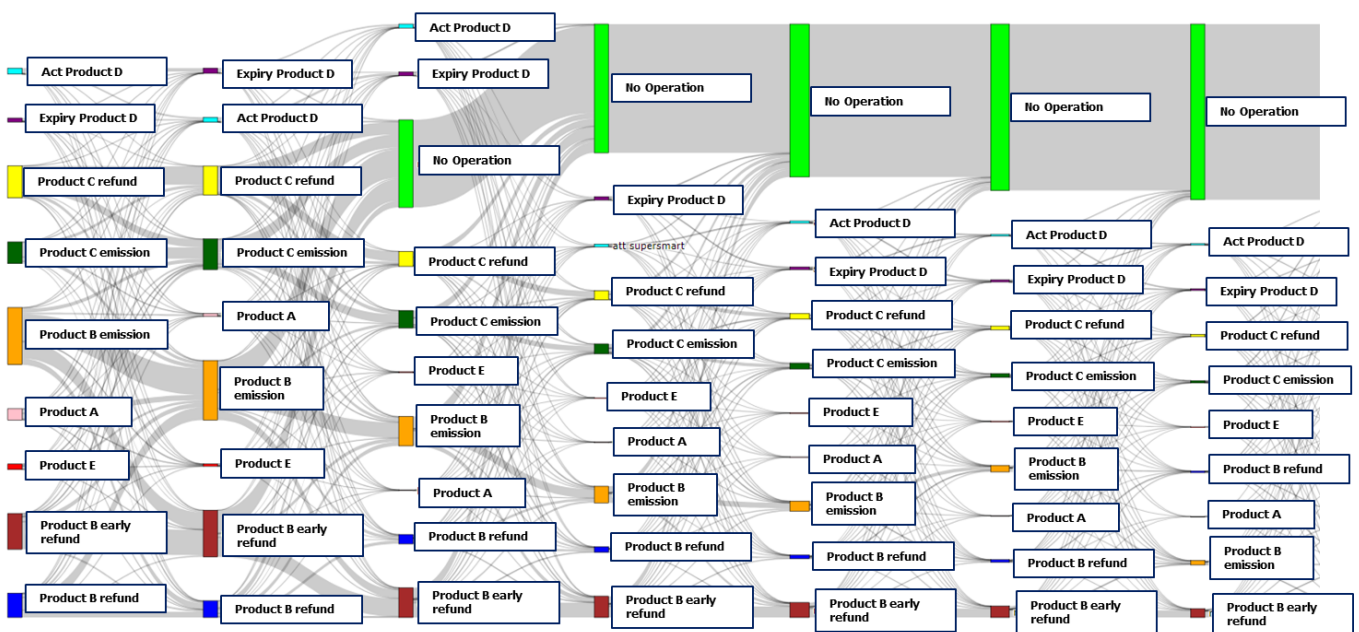 Act Product D
Expiry Product D
Product C refund
Product C emission
Product B emission
Product A
Product E
Product B early
refund
Product B refund
Expiry Product D
Act Product D
Product C refund
Product C emission
Product A
Product B
emission
Product E
Product B early
refund
Product B refund
Act Product D
Expiry Product D
No Operation
Product C refund
Product C emission
Product E
Product B
emission
Product A
Product B refund
Product B early
refund
No Operation
Expiry Product D
att supersmart
Product C refund
Product C emission
Product E
Product A
Product B
emission
Product B refund
Product B early
refund
No Operation
Act Product D
Expiry Product D
Product C refund
Product C emission
Product E
Product A
Product B
emission
Product B refund
Product B early
refund
No Operation
Act Product D
Expiry Product D
Product C refund
Product C emission
Product E
Product B
emission
Product A
Product B refund
Product B early
refund
No Operation
Act Product D
Expiry Product D
Product C refund
Product C emission
Product E
Product B refund
Product A
Product B
emission
Product B early
refund